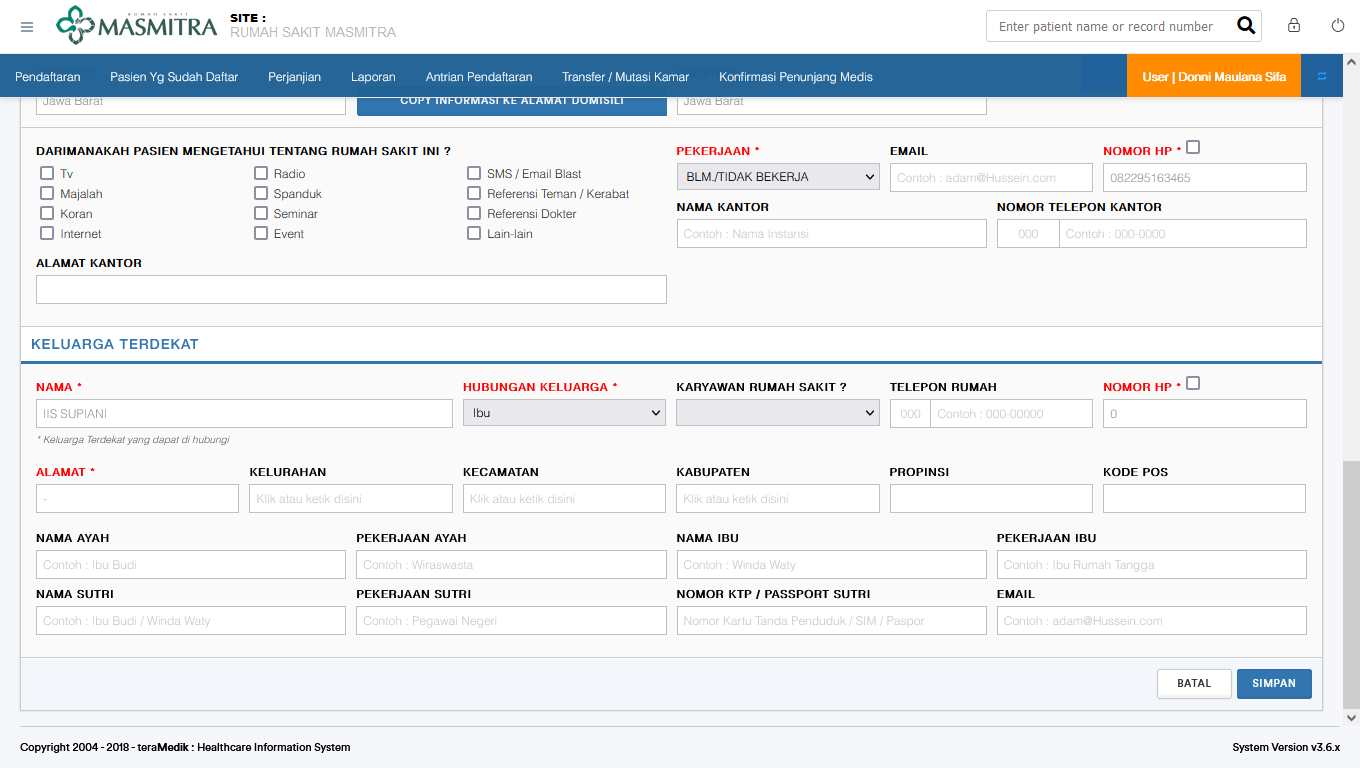 RUMAH SAKIT
MASMITRA
SITE :
RUMAH SAKIT MASMITRA
Enter patient name or record number
Pendaftaran Pasien Yg Sudah Daftar Perjanjian Laporan Antrian Pendaftaran Transfer / Mutasi Kamar Konfirmasi Penunjang Medis User | Donni Maulana Sifa
Jawa Barat COPY INFORMASI KE ALAMAT DOMISILI Jawa Barat
DARIMANAKAH PASIEN MENGETAHUI TENTANG RUMAH SAKIT INI ? PEKERJAAN * EMAIL NOMOR HP *
Tv Radio SMS / Email Blast BLM./TIDAK BEKERJA Contoh : adam@Hussein.com 082295163465
Majalah Spanduk Referensi Teman / Kerabat
Koran Seminar Referensi Dokter NAMA KANTOR NOMOR TELEPON KANTOR
Internet Event Lain-lain Contoh : Nama Instansi 000 Contoh : 000-0000
ALAMAT KANTOR
KELUARGA TERDEKAT
NAMA * HUBUNGAN KELUARGA * KARYAWAN RUMAH SAKIT ? TELEPON RUMAH NOMOR HP *
IIS SUPIANI Ibu 000 Contoh : 000-00000 0
* Keluarga Terdekat yang dapat di hubungi
ALAMAT * KELURAHAN KECAMATAN KABUPATEN PROPINSI KODE POS
- Klik atau ketik disini Klik atau ketik disini Klik atau ketik disini
NAMA AYAH PEKERJAAN AYAH NAMA IBU PEKERJAAN IBU
Contoh : Ibu Budi Contoh : Wiraswasta Contoh : Winda Waty Contoh : Ibu Rumah Tangga
NAMA SUTRI PEKERJAAN SUTRI NOMOR KTP / PASSPORT SUTRI EMAIL
Contoh : Ibu Budi / Winda Waty Contoh : Pegawai Negeri Nomor Kartu Tanda Penduduk / SIM / Paspor Contoh : adam@Hussein.com
BATAL SIMPAN
Copyright 2004 - 2018 - teraMedik : Healthcare Information System System Version v3.6.x